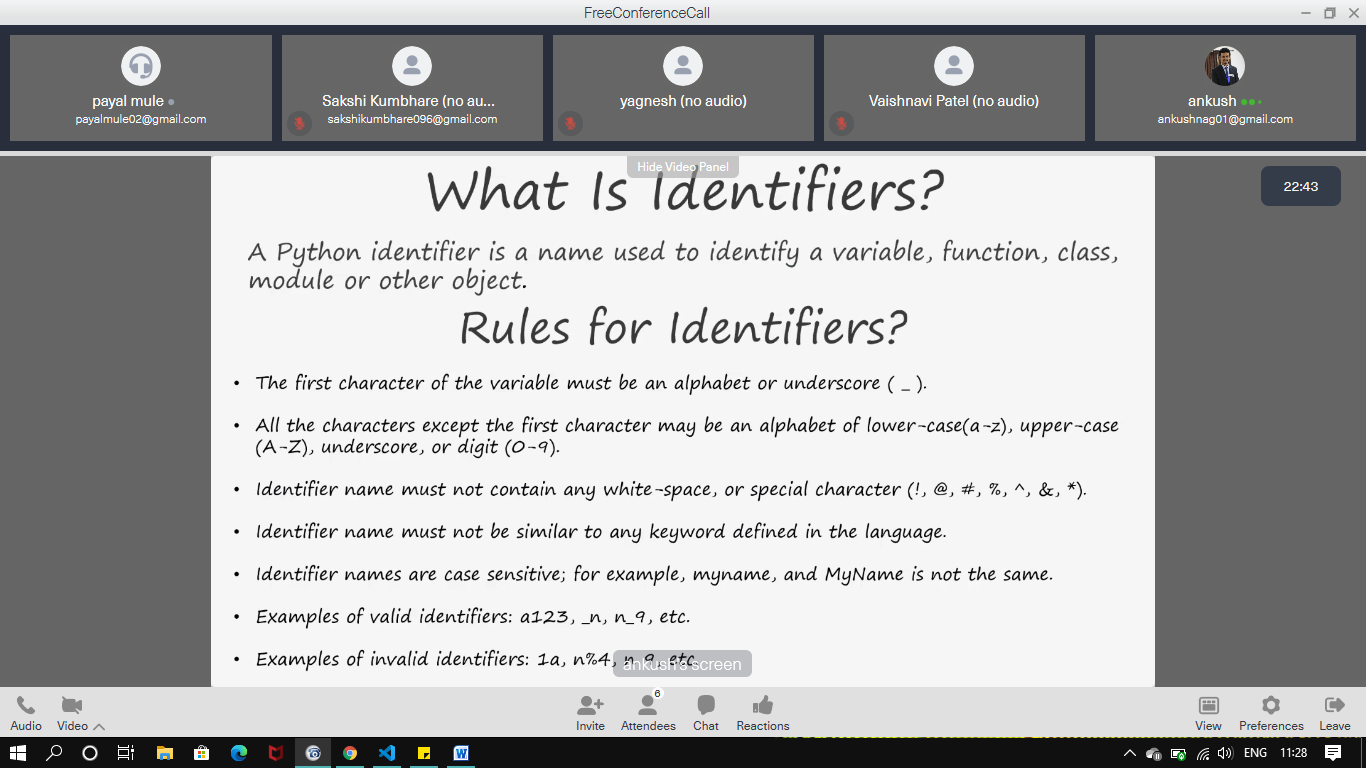 FreeConferenceCall
payal mule
payalmule02@gmail.com
Sakshi Kumbhare (no au...
sakshikumbhare096@gmail.com
yagnesh (no audio)
Vaishnavi Patel (no audio)
ankush
ankushnag01@gmail.com
Hide Video Panel
22:43
What Is Identifiers?
A Python identifier is a name used to identify a variable, function, class,
module or other object.
Rules for Identifiers?
• The first character of the variable must be an alphabet or underscore ( _ ).
• All the characters except the first character may be an alphabet of lower-case(a-z), upper-case
(A-Z), underscore, or digit (0-9).
• Identifier name must not contain any white-space, or special character (!, @, #, %, ^, &, *).
• Identifier name must not be similar to any keyword defined in the language.
• Identifier names are case sensitive; for example, myname, and MyName is not the same.
• Examples of valid identifiers: a123, _n, n_9, etc.
• Examples of invalid identifiers: 1a, n%4, n 9, etc
ankush's screen
Audio
Video
Invite
6
Attendees
Chat
Reactions
View
Preferences
Leave
ENG
11:28